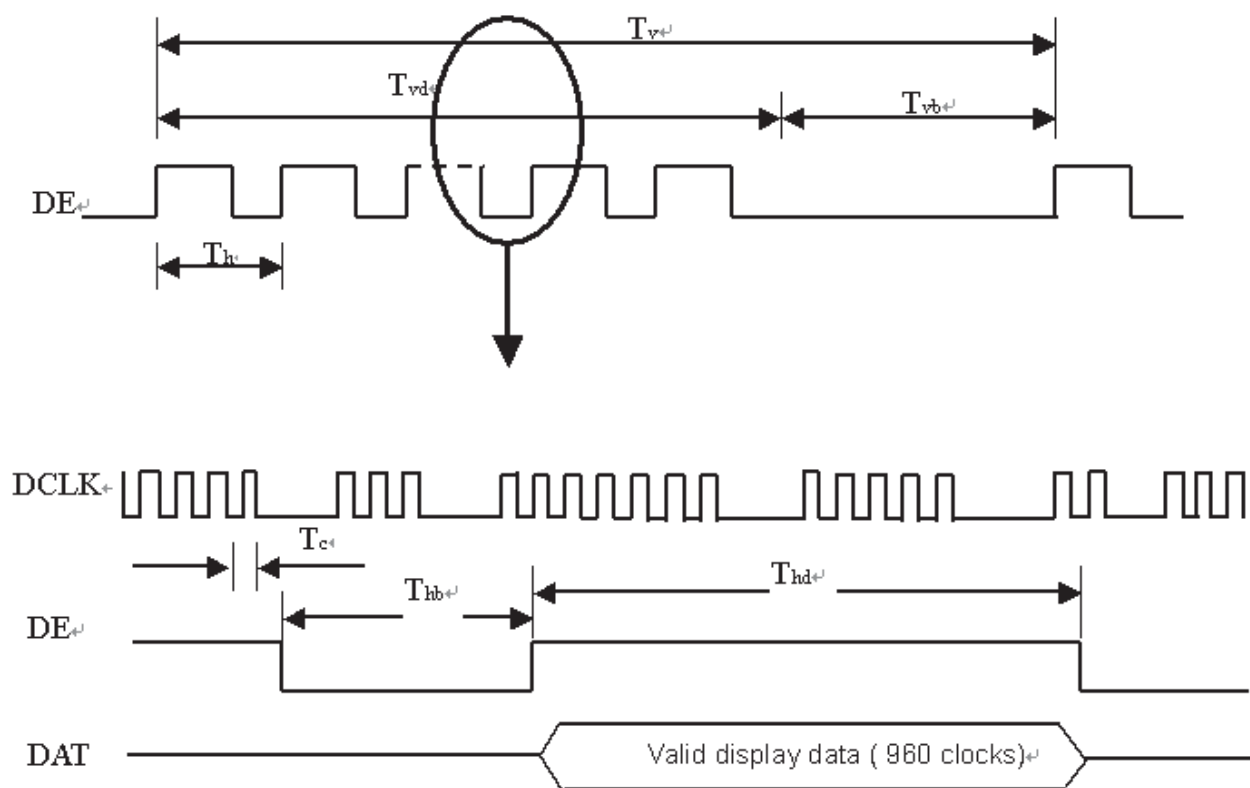 Tv↵
Tvd↵
Tvb↵
DE↵
Th↵
DCLK↵
Tc↵
Thb↵
Thd↵
DE↵
DAT
Valid display data ( 960 clocks)↵